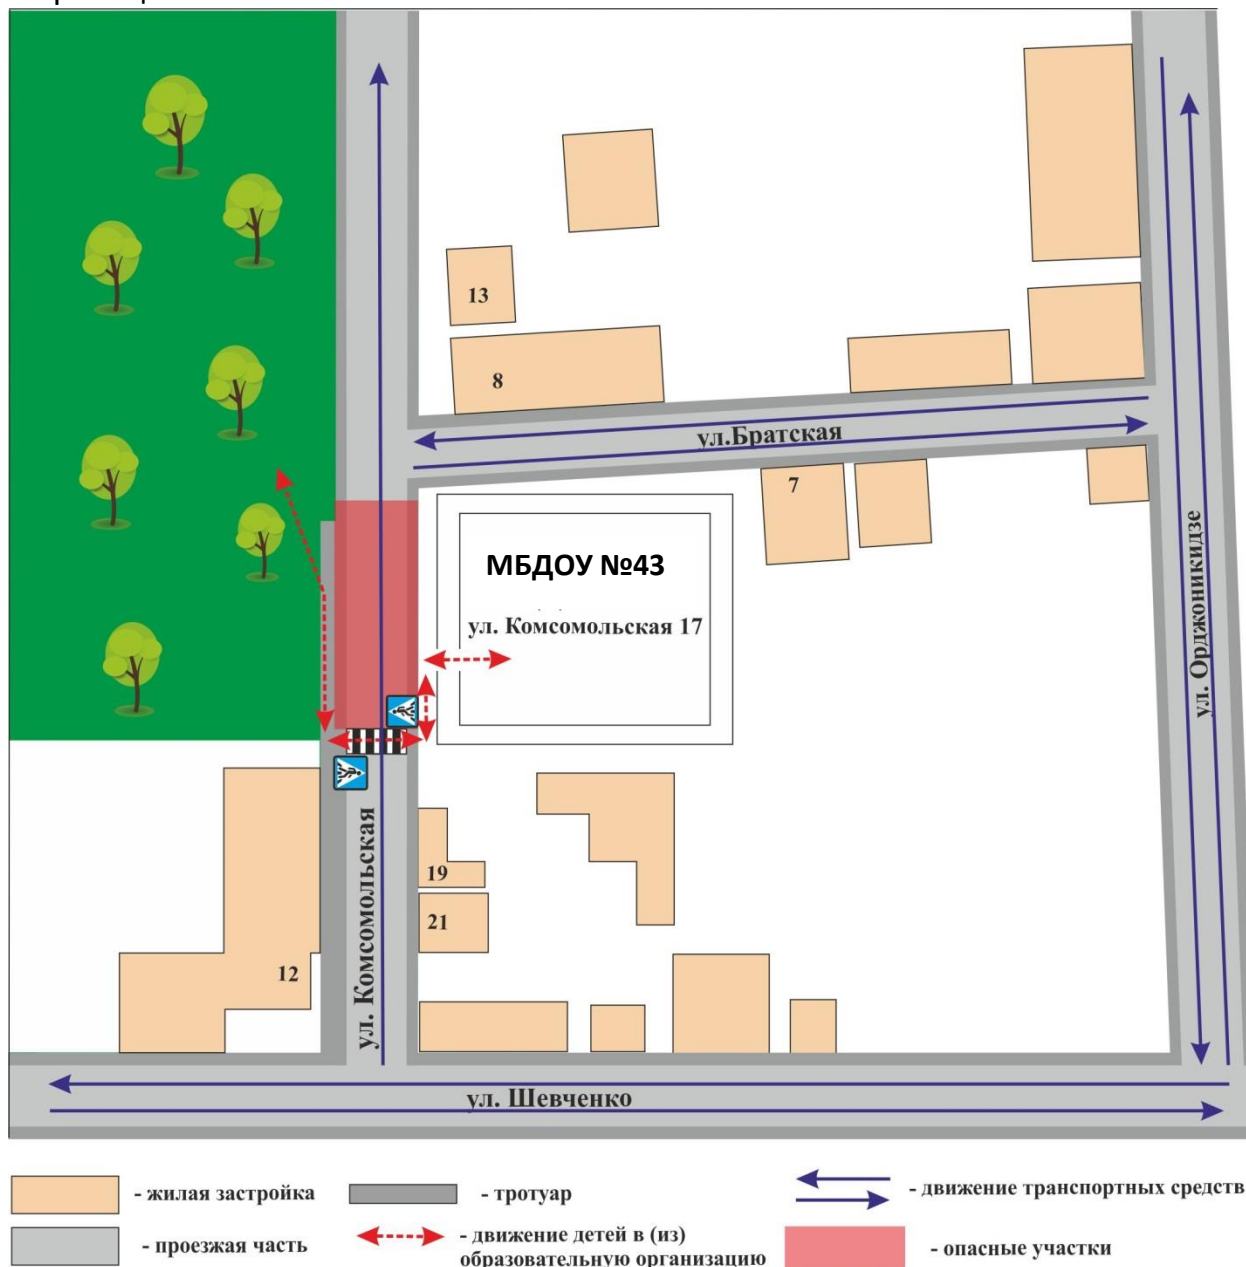 13
8
ул.Братская
7
МБДОУ №43
ул. Комсомольская 17
ул. Орджоникидзе
ул. Комсомольская
19
21
12
ул. Шевченко
- жилая застройка
- тротуар
- движение транспортных средств
- проезжая часть
- движение детей в (из)
образовательную организацию
- опасные участки